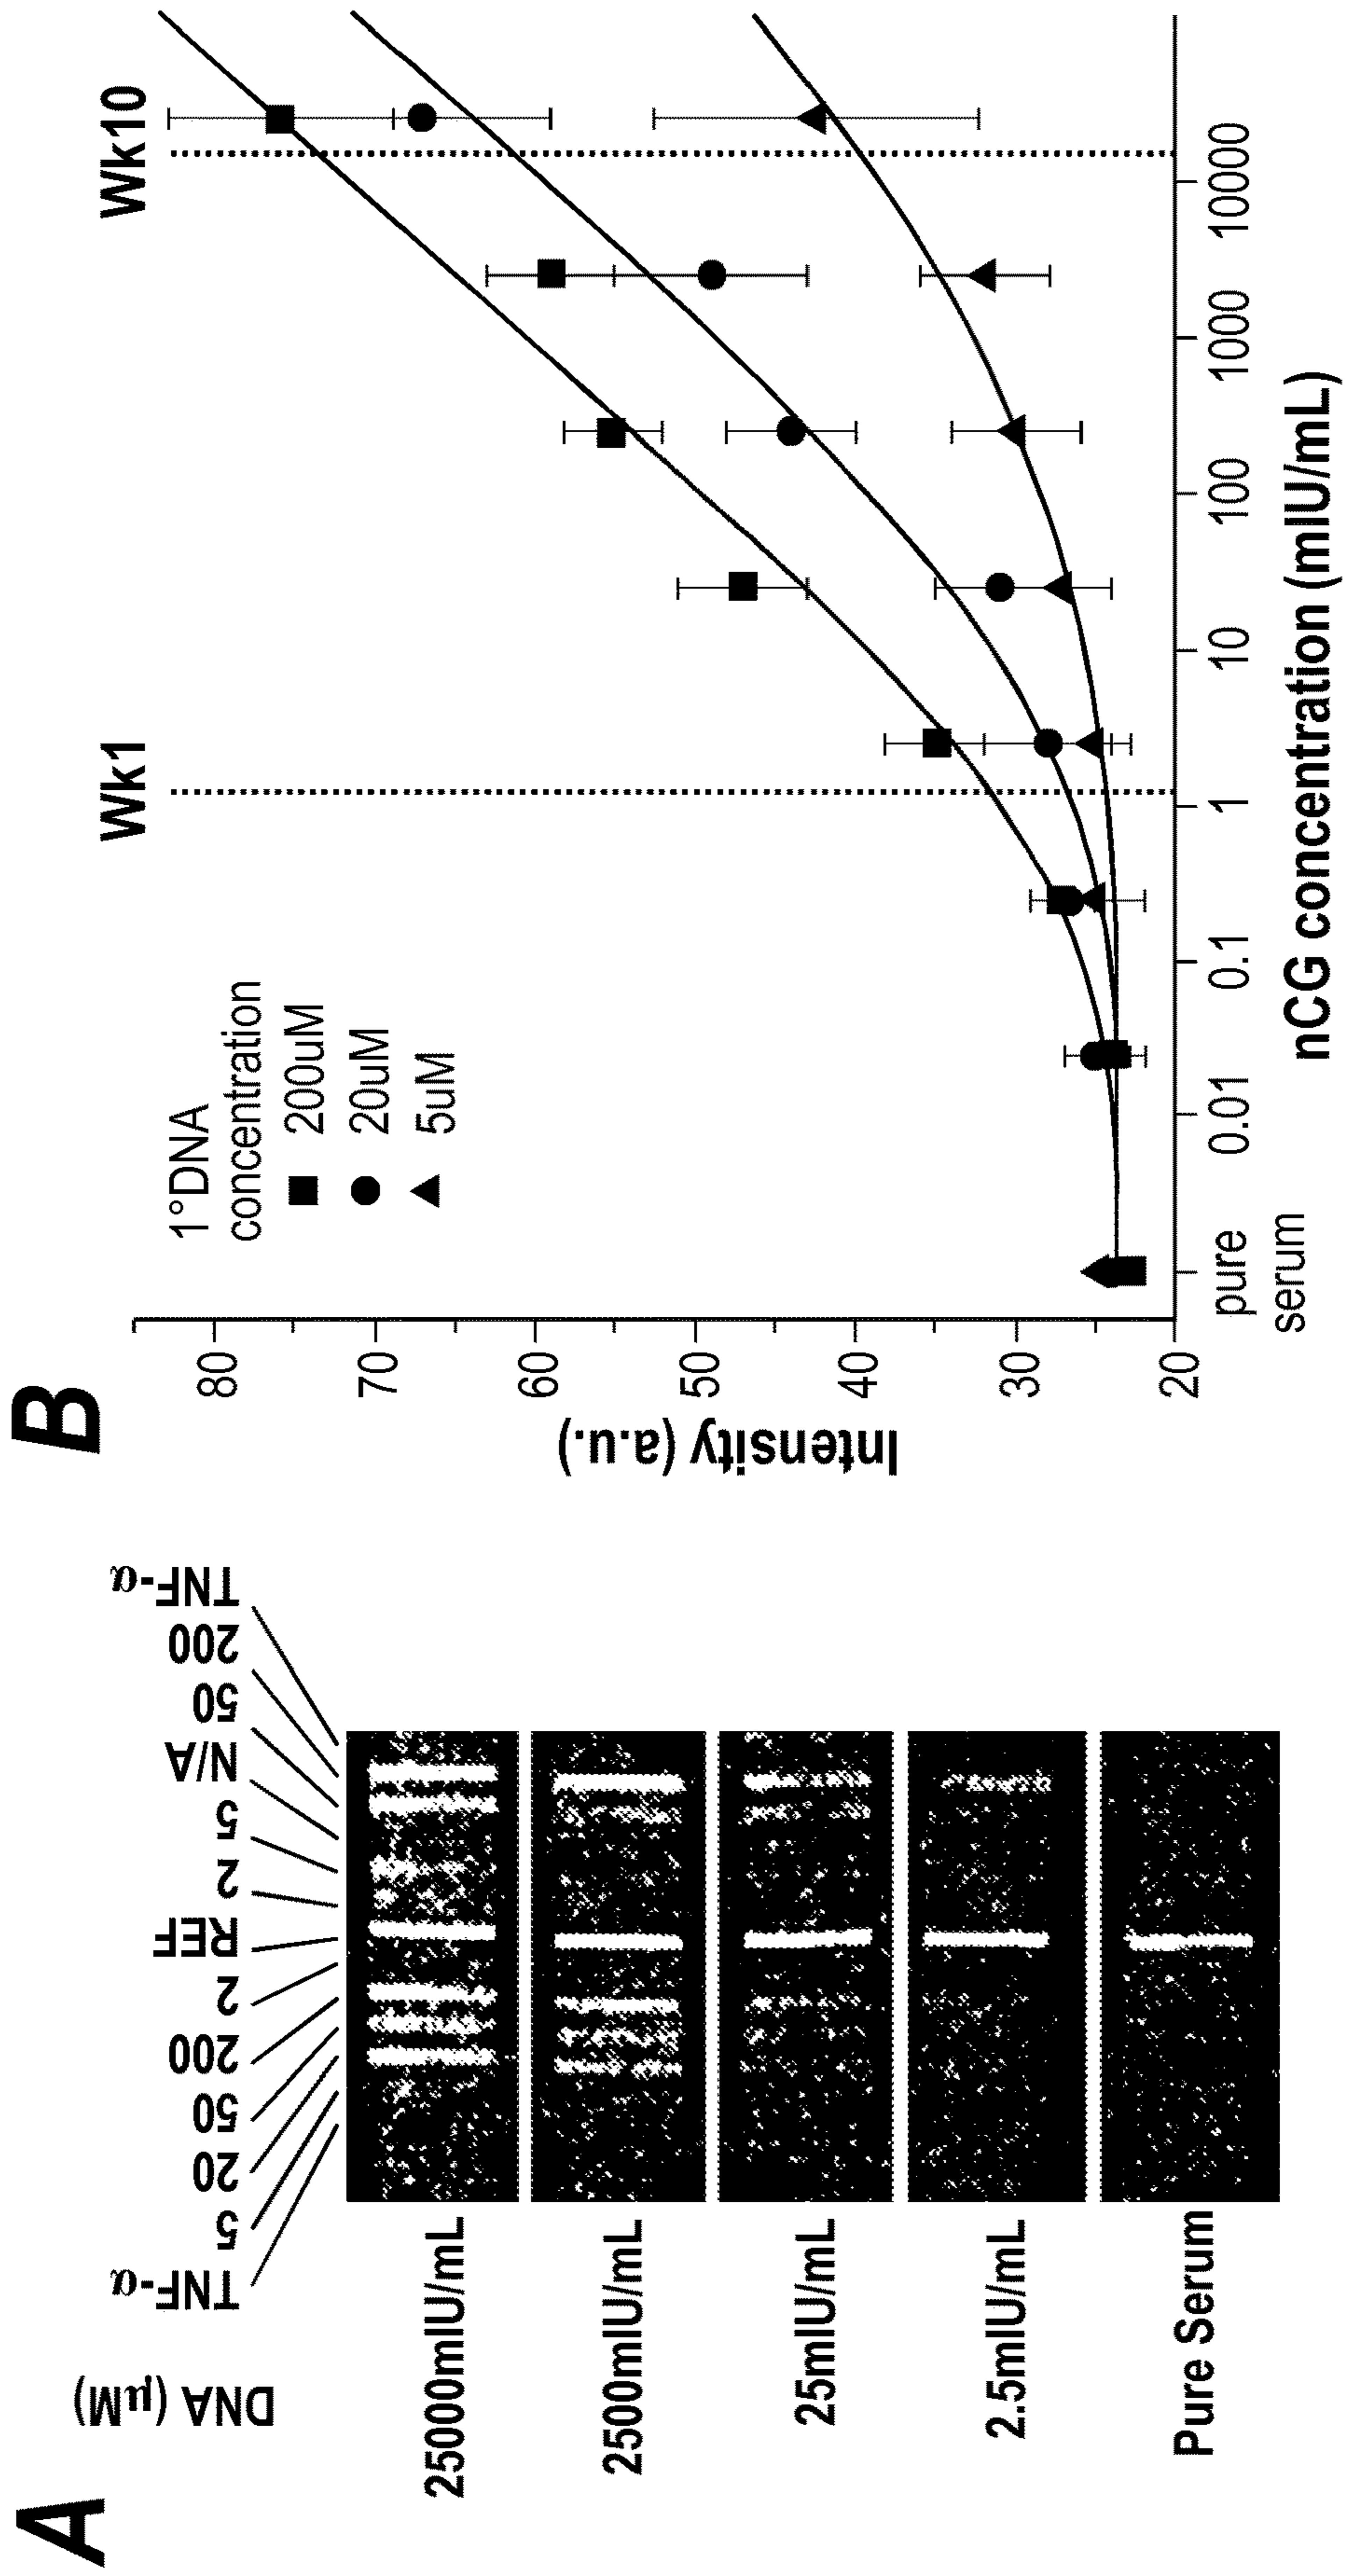 A
DNA (μM)
TNF-α
5
20
50
200
2
REF
2
5
N/A
50
200
TNF-α
25000mIU/mL
2500mIU/mL
25mIU/mL
2.5mIU/mL
Pure Serum
B
Wk1
Wk10
1°DNA
concentration
200uM
20uM
5uM
Intensity (a.u.)
80
70
60
50
40
30
20
pure
serum
0.01
0.1
1
10
100
1000
10000
nCG concentration (mIU/mL)